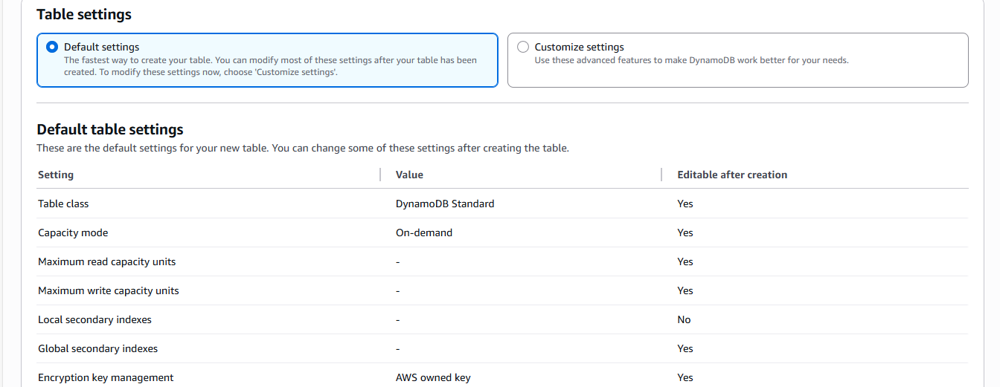 Table settings
Default settings
The fastest way to create your table. You can modify most of these settings after your table has been
created. To modify these settings now, choose 'Customize settings'.
Customize settings
Use these advanced features to make DynamoDB work better for your needs.
Default table settings
These are the default settings for your new table. You can change some of these settings after creating the table.
Setting Value Editable after creation
Table class DynamoDB Standard Yes
Capacity mode On-demand Yes
Maximum read capacity units - Yes
Maximum write capacity units - Yes
Local secondary indexes - No
Global secondary indexes - Yes
Encryption key management AWS owned key Yes